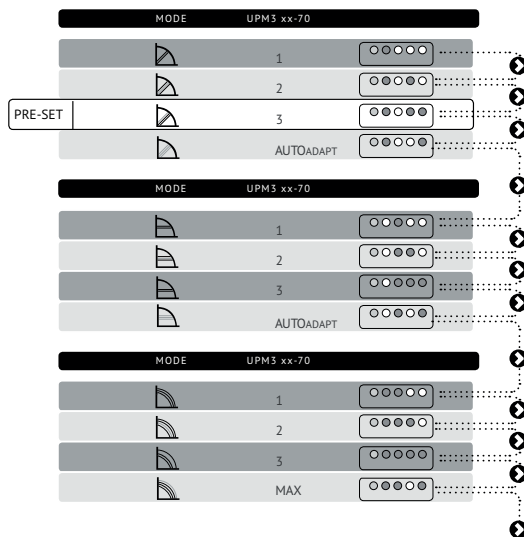 MODE UPM3 xx-70
1
2
PRE-SET 3
AUTOADAPT
MODE UPM3 xx-70
1
2
3
AUTOADAPT
MODE UPM3 xx-70
1
2
3
MAX